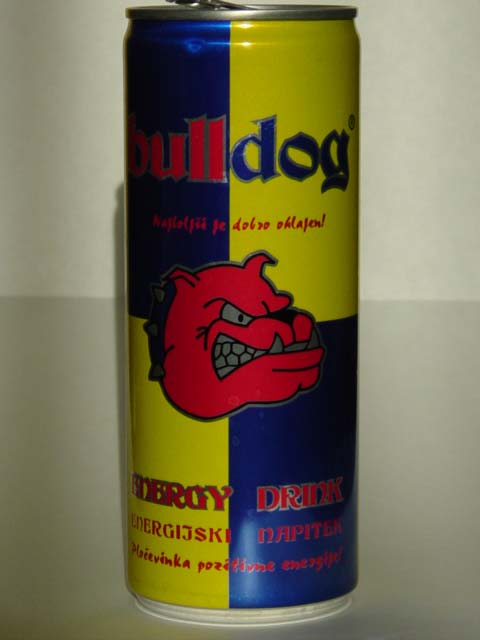 bulldog®
Najboljši je dobro ohlajen!
ENERGY DRINK
ENERGIJSKI NAPITEK
Pločevinka pozitivne energije!